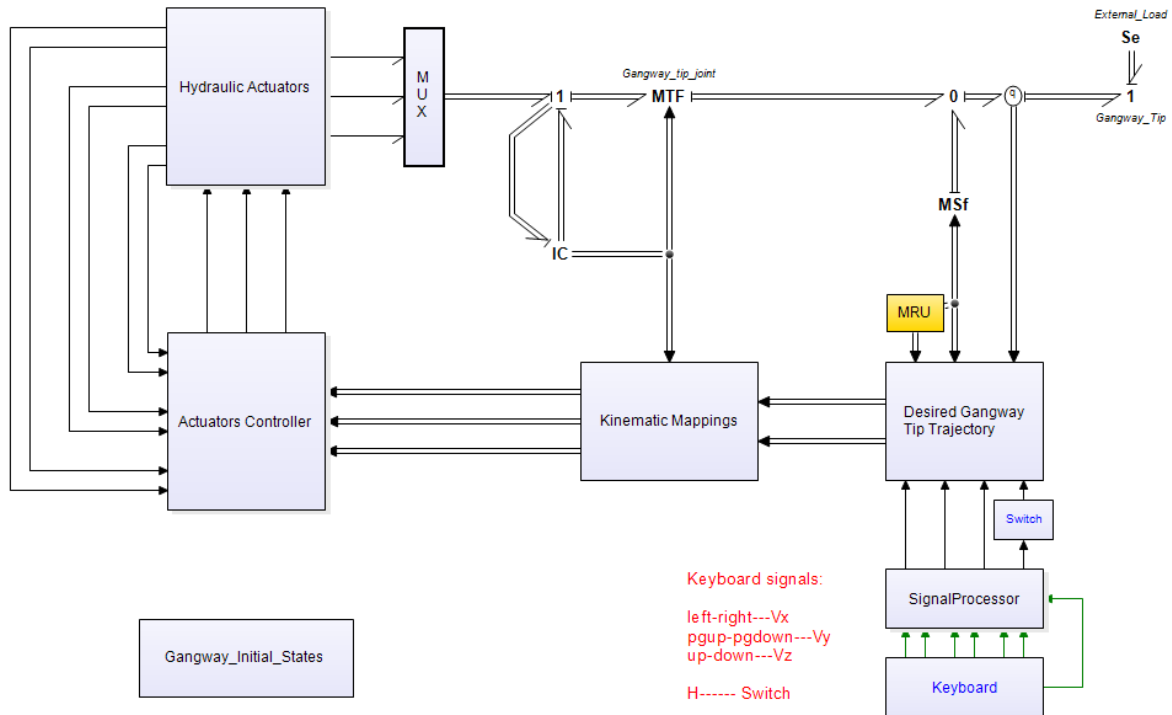 External_Load
Se
Hydraulic Actuators
M
U
X
Gangway_tip_joint
1
MTF
0
q
1
Gangway_Tip
MSf
IC
MRU
Actuators Controller
Kinematic Mappings
Desired Gangway
Tip Trajectory
Switch
Keyboard signals:
SignalProcessor
left-right---Vx
pgup-pgdown---Vy
up-down---Vz
Gangway_Initial_States
H------ Switch
Keyboard